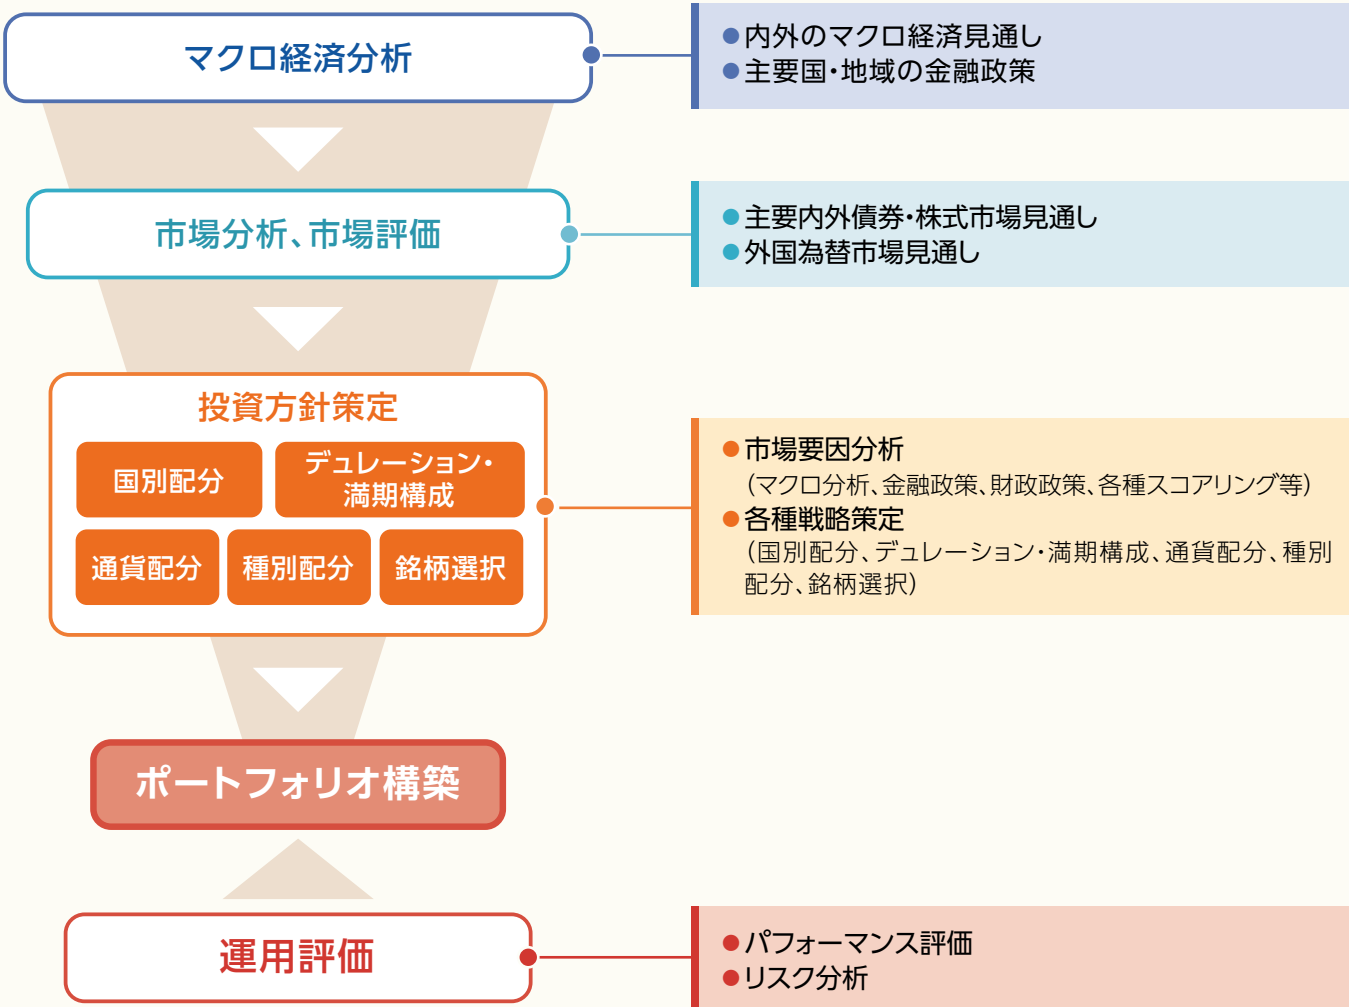 マクロ経済分析
●内外のマクロ経済見通し
●主要国・地域の金融政策
市場分析、市場評価
●主要内外債券・株式市場見通し
●外国為替市場見通し
投資方針策定
国別配分
デュレーション・
満期構成
通貨配分
種別配分
銘柄選択
●市場要因分析
（マクロ分析、金融政策、財政政策、各種スコアリング等）
●各種戦略策定
（国別配分、デュレーション・満期構成、通貨配分、種別
配分、銘柄選択）
ポートフォリオ構築
運用評価
●パフォーマンス評価
●リスク分析